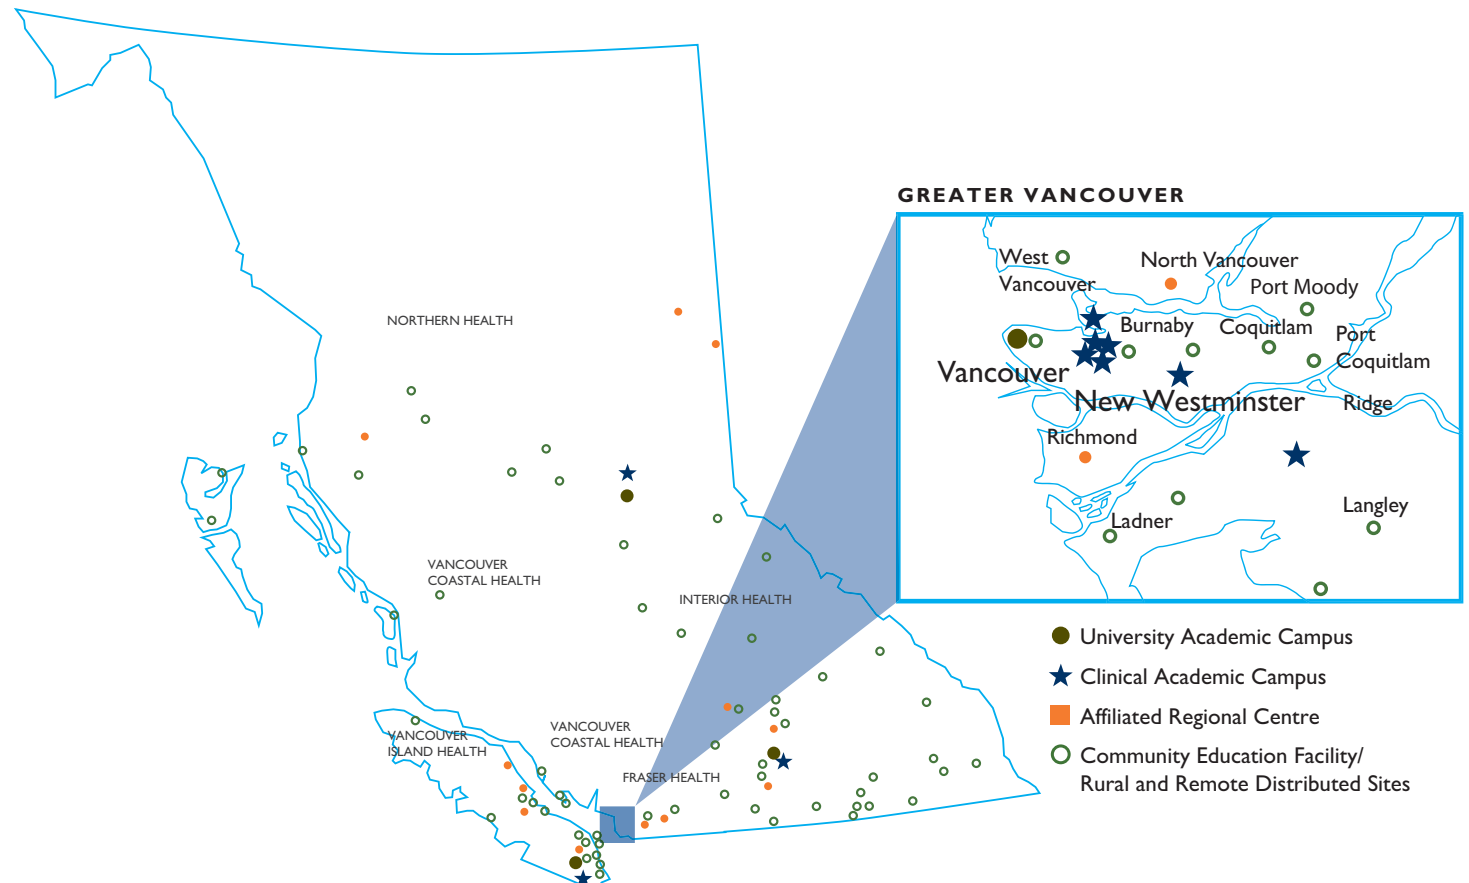 GREATER VANCOUVER
West
Vancouver
North Vancouver
Port Moody
Burnaby
Coquitlam
Port
Coquitlam
Vancouver
New Westminster
Ridge
Richmond
Ladner
Langley
NORTHERN HEALTH
VANCOUVER
COASTAL HEALTH
INTERIOR HEALTH
VANCOUVER
ISLAND HEALTH
VANCOUVER
COASTAL HEALTH
FRASER HEALTH
University Academic Campus
Clinical Academic Campus
Affiliated Regional Centre
Community Education Facility/
Rural and Remote Distributed Sites